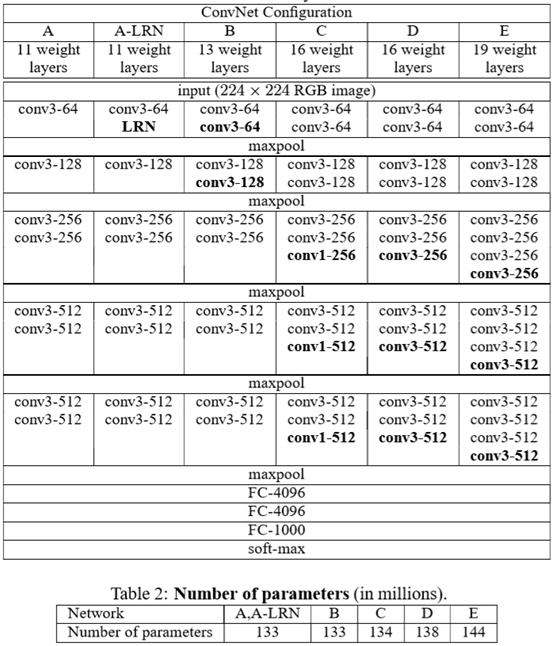 ConvNet Configuration
A A-LRN B C D E
11 weight 11 weight 13 weight 16 weight 16 weight 19 weight
layers layers layers layers layers layers
input (224 × 224 RGB image)
conv3-64 conv3-64 conv3-64 conv3-64 conv3-64 conv3-64
LRN conv3-64 conv3-64 conv3-64 conv3-64
maxpool
conv3-128 conv3-128 conv3-128 conv3-128 conv3-128 conv3-128
conv3-128 conv3-128 conv3-128 conv3-128
maxpool
conv3-256 conv3-256 conv3-256 conv3-256 conv3-256 conv3-256
conv3-256 conv3-256 conv3-256 conv3-256 conv3-256 conv3-256
conv1-256 conv3-256 conv3-256
conv3-256
maxpool
conv3-512 conv3-512 conv3-512 conv3-512 conv3-512 conv3-512
conv3-512 conv3-512 conv3-512 conv3-512 conv3-512 conv3-512
conv1-512 conv3-512 conv3-512
conv3-512
maxpool
conv3-512 conv3-512 conv3-512 conv3-512 conv3-512 conv3-512
conv3-512 conv3-512 conv3-512 conv3-512 conv3-512 conv3-512
conv1-512 conv3-512 conv3-512
conv3-512
maxpool
FC-4096
FC-4096
FC-1000
soft-max
Table 2: Number of parameters (in millions).
Network A,A-LRN B C D E
Number of parameters 133 133 134 138 144